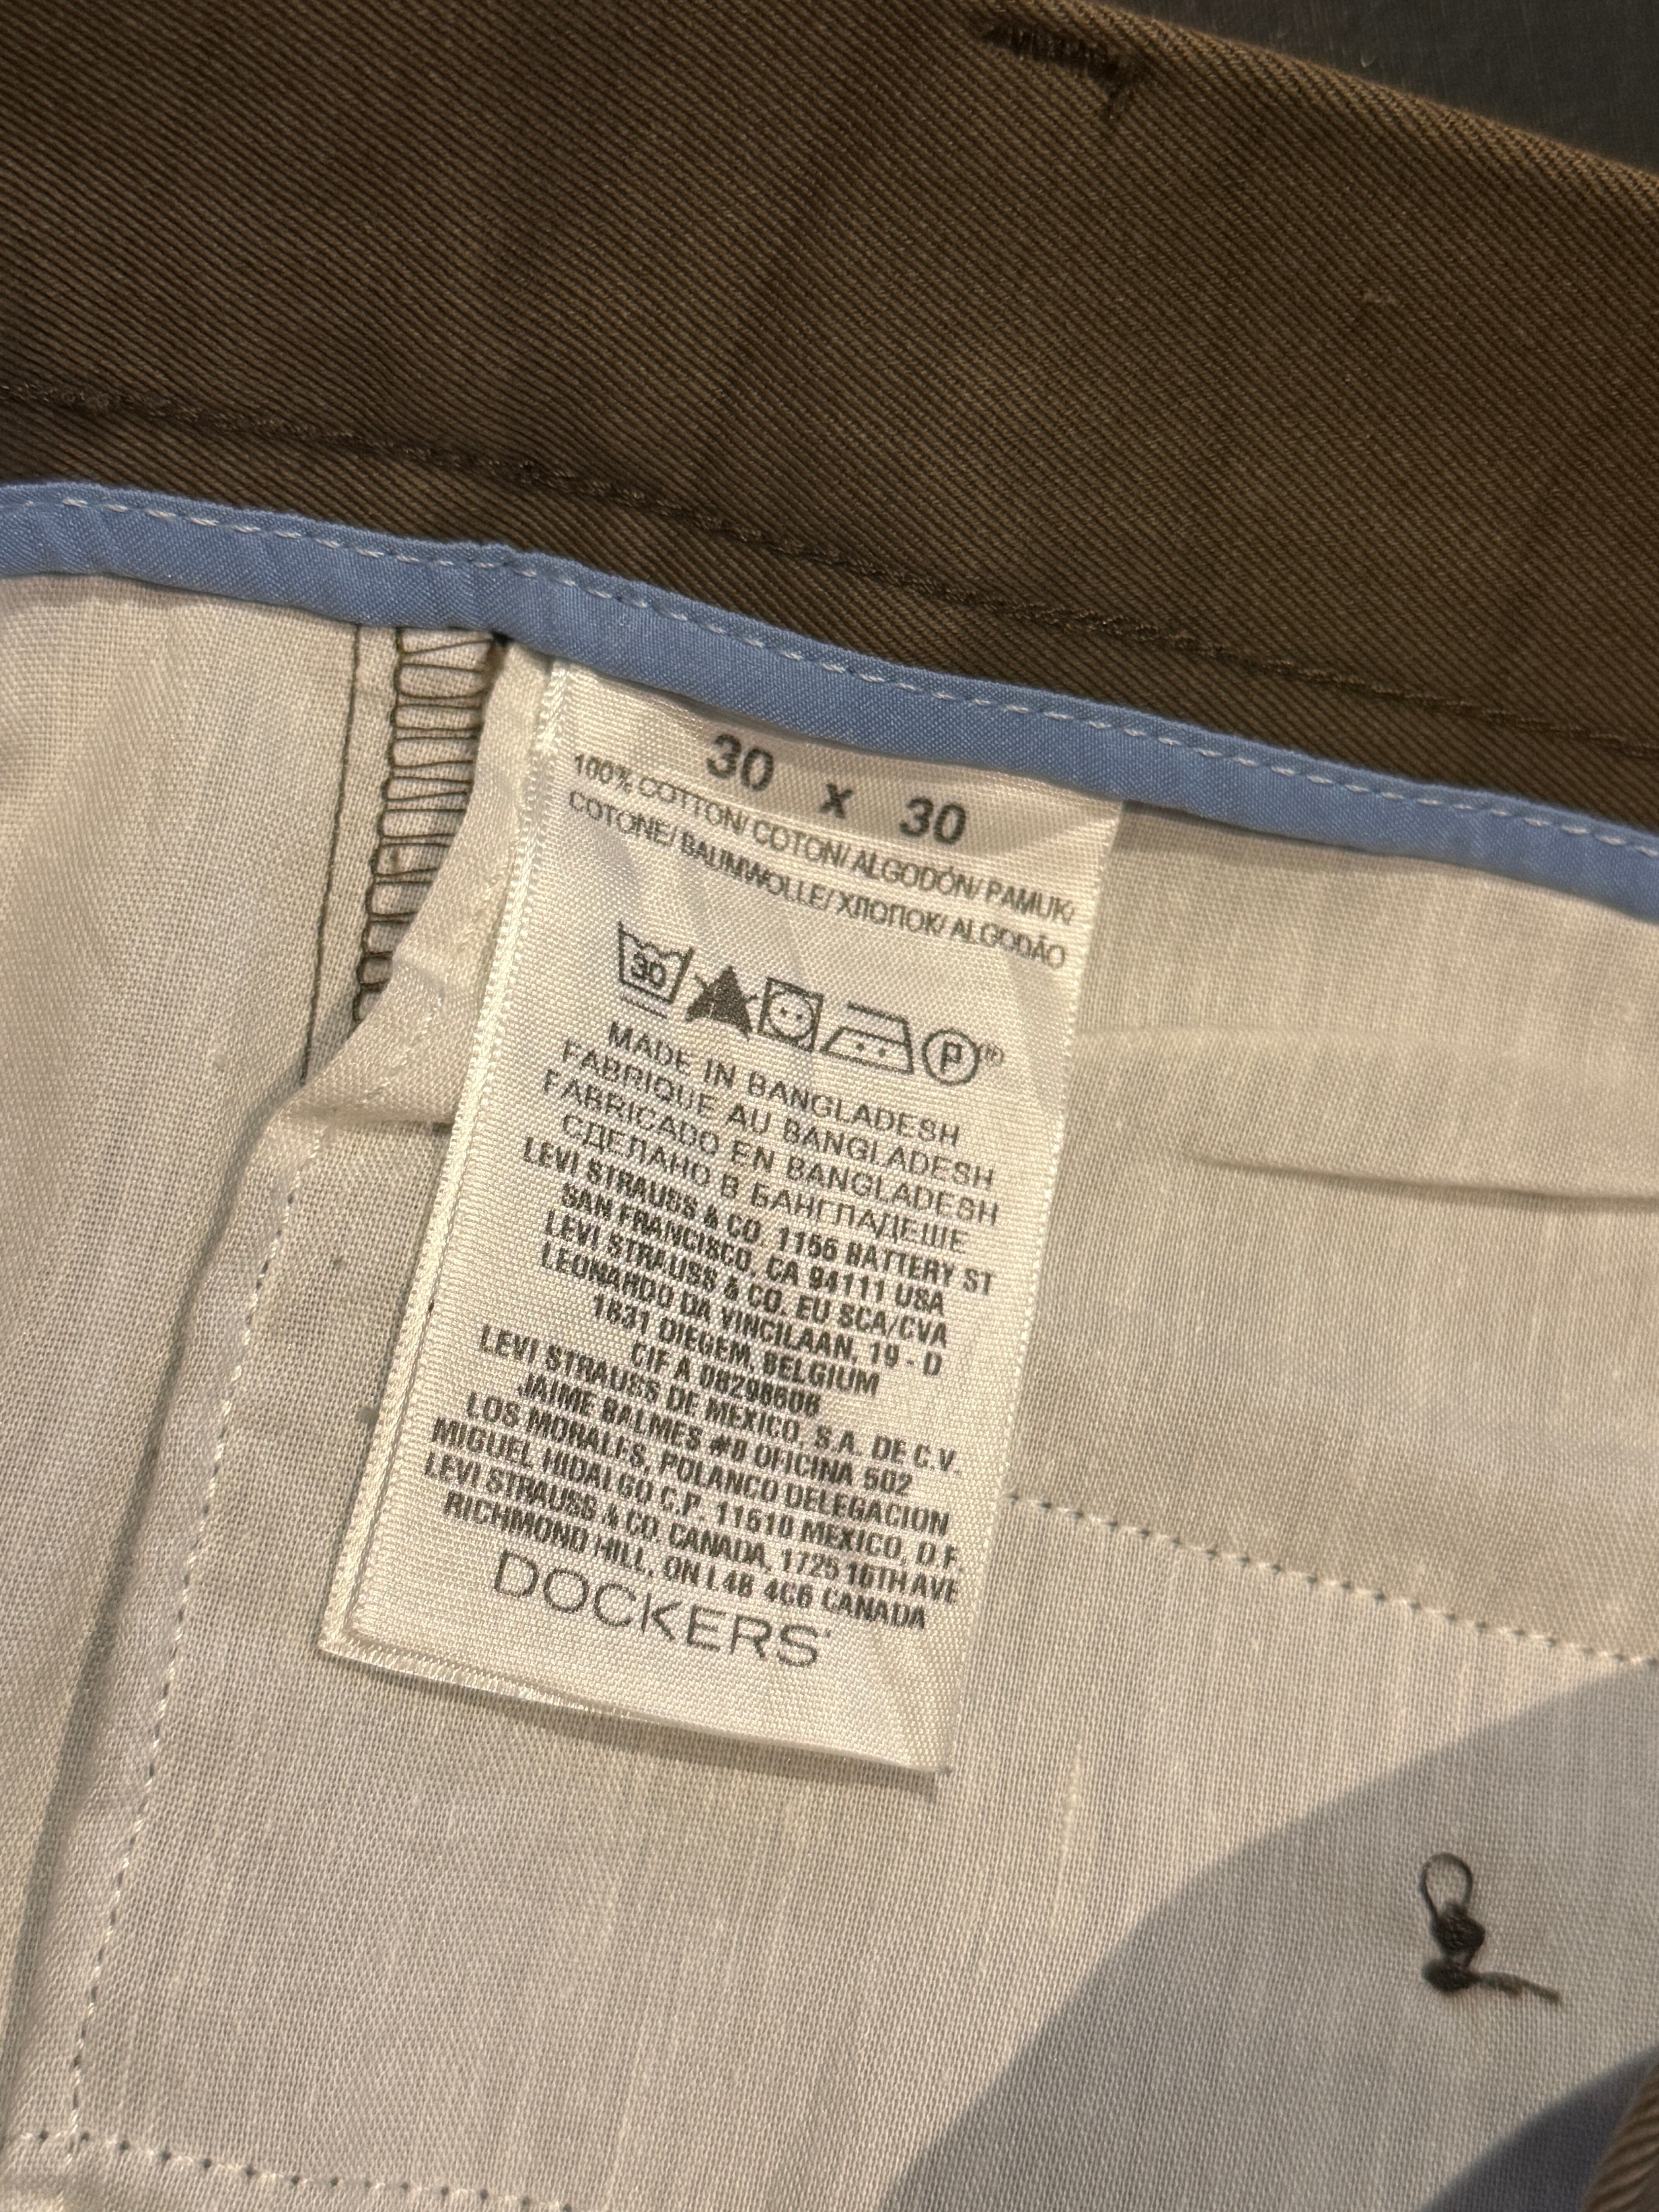 30 x 30
100% COTTON/ COTON/ ALGODÓN/ PAMUK/
COTONE/ BAUMWOLLE/ ХЛОПОК/ ALGODÃO
30
P
MADE IN BANGLADESH
FABRIQUE AU BANGLADESH
FABRICADO EN BANGLADESH
СДЕЛАНО В БАНГЛАДЕШЕ
LEVI STRAUSS & CO. 1155 BATTERY ST
SAN FRANCISCO, CA 94111 USA
LEVI STRAUSS & CO. EU SCA/CVA
LEONARDO DA VINCILAAN, 19 - D
1831 DIEGEM, BELGIUM
CIF A 08298606
LEVI STRAUSS DE MEXICO, S.A. DE C.V.
JAIME BALMES #8 OFICINA 502
LOS MORALES, POLANCO DELEGACION
MIGUEL HIDALGO C.P. 11510 MEXICO, D.F.
LEVI STRAUSS & CO. CANADA, 1725 16TH AVE
RICHMOND HILL, ON L4B 4C6 CANADA
DOCKERS